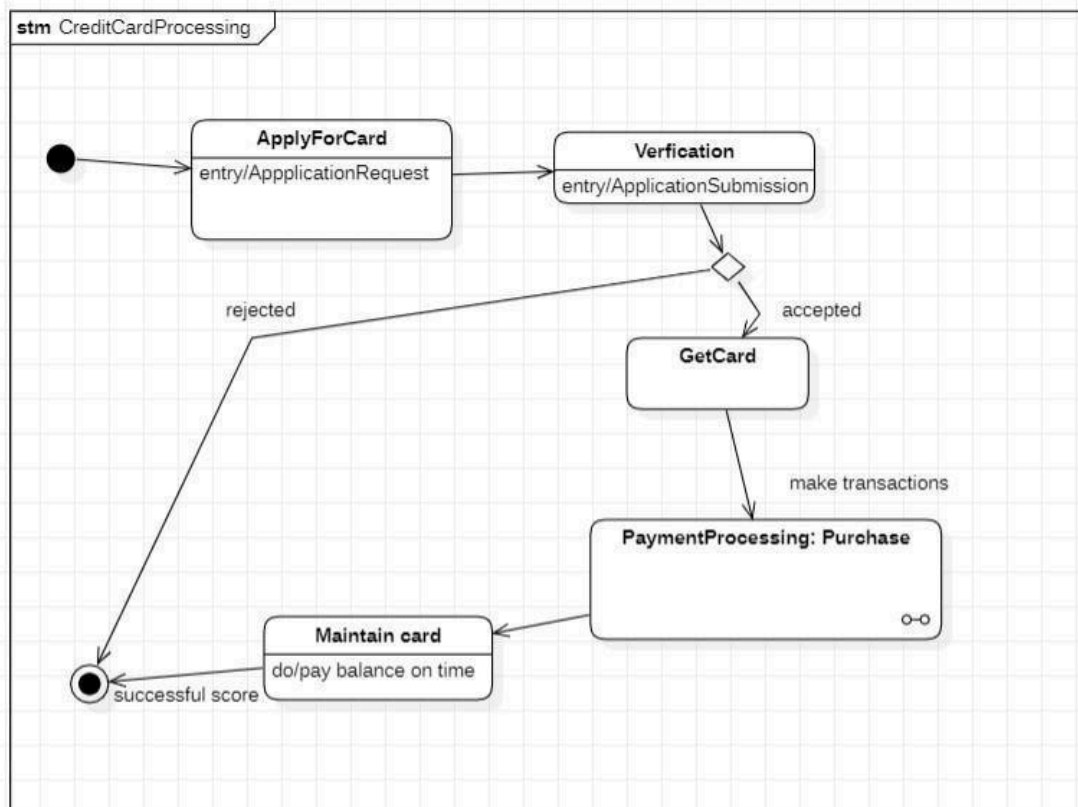 stm CreditCardProcessing
ApplyForCard
entry/AppplicationRequest
Verfication
entry/ApplicationSubmission
rejected
accepted
GetCard
make transactions
PaymentProcessing: Purchase
Maintain card
do/pay balance on time
successful score